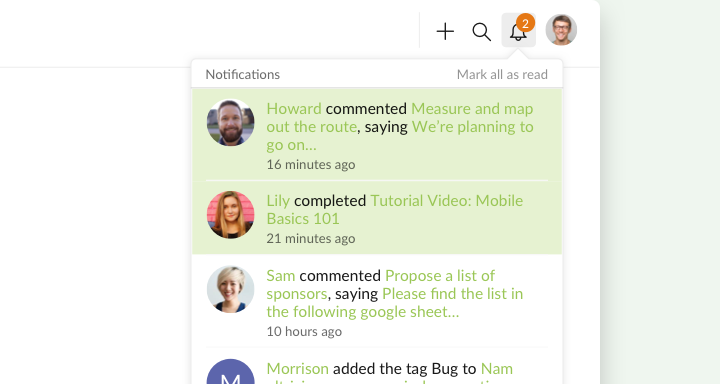 2
Notifications Mark all as read
Howard commented Measure and map
out the route, saying We’re planning to
go on...
16 minutes ago
Lily completed Tutorial Video: Mobile
Basics 101
21 minutes ago
Sam commented Propose a list of
sponsors, saying Please find the list in
the following google sheet...
10 hours ago
M
Morrison added the tag Bug to Nam